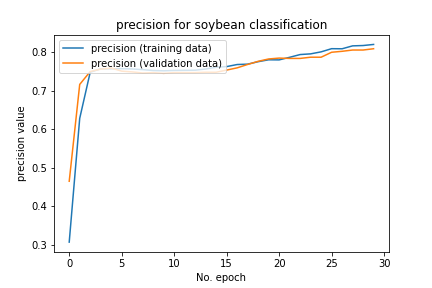 precision for soybean classification
precision (training data)
precision (validation data)
precision value
0.8
0.7
0.6
0.5
0.4
0.3
0 5 10 15 20 25 30
No. epoch